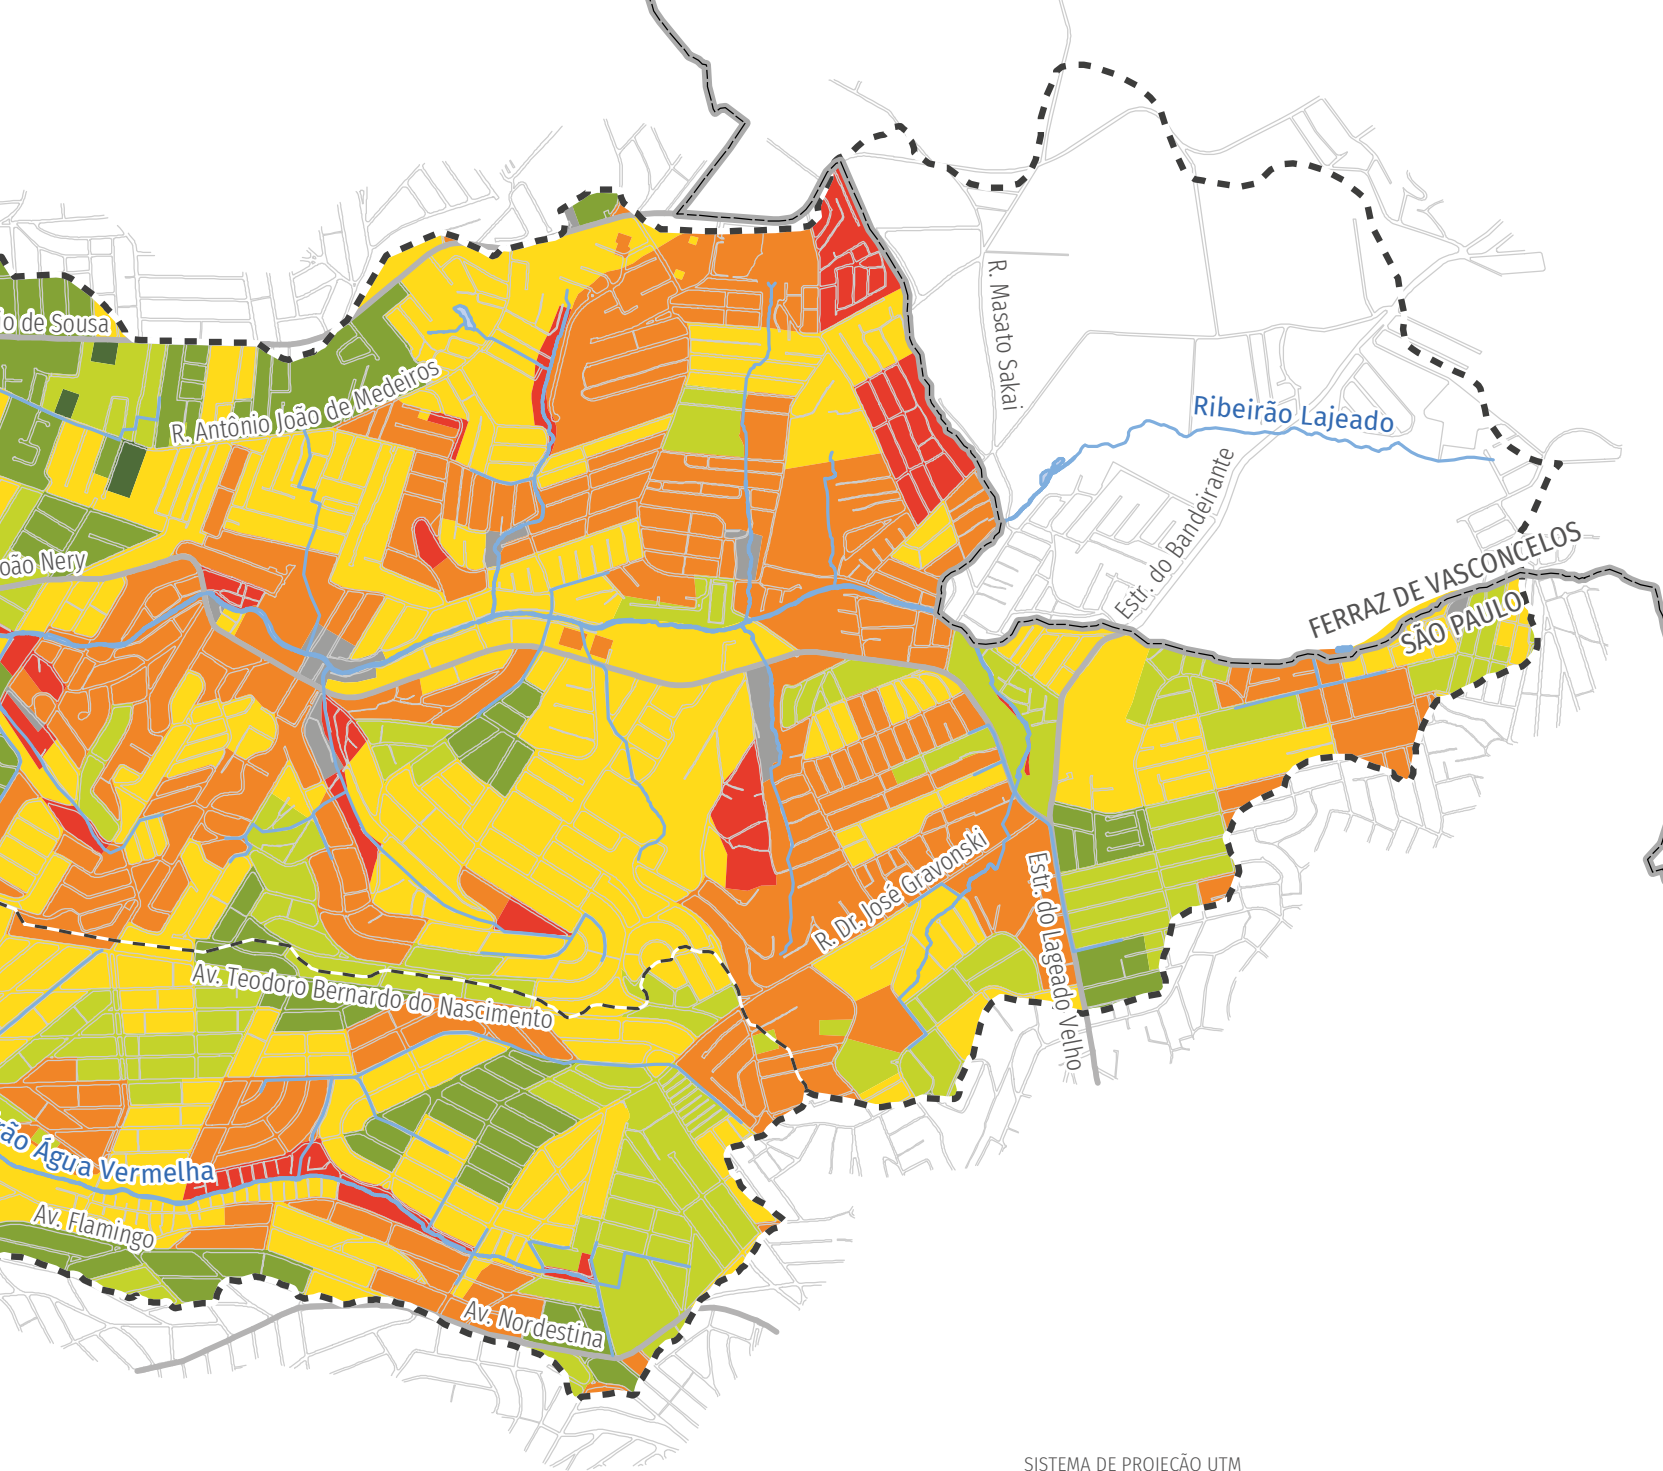 io de Sousa
R. Masato Sakai
R. Antônio João de Medeiros
Ribeirão Lajeado
Estr. do Bandeirante
oão Nery
FERRAZ DE VASCONCELOS
SÃO PAULO
R. Dr. José Gravonski
Estr. do Lageado Velho
Av. Teodoro Bernardo do Nascimento
rão Água Vermelha
Av. Flamingo
Av. Nordestina
SISTEMA DE PROJEÇÃO UTM